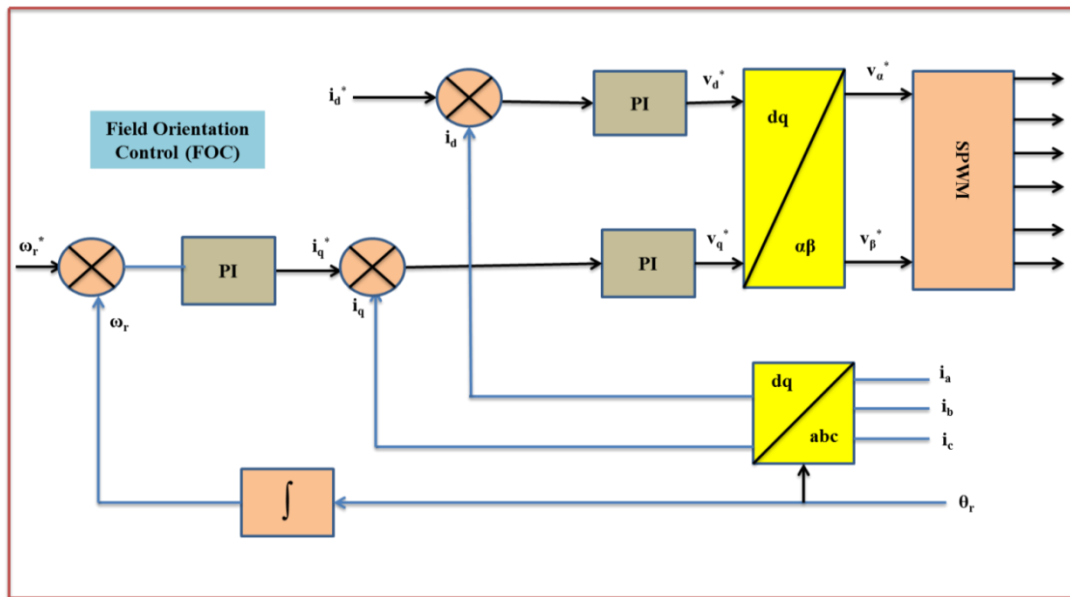 i_d*
i_d
PI
v_d*
dq
αβ
v_α*
SPWM
Field Orientation
Control (FOC)
ω_r*
ω_r
PI
i_q*
i_q
PI
v_q*
v_β*
dq
abc
i_a
i_b
i_c
∫
θ_r